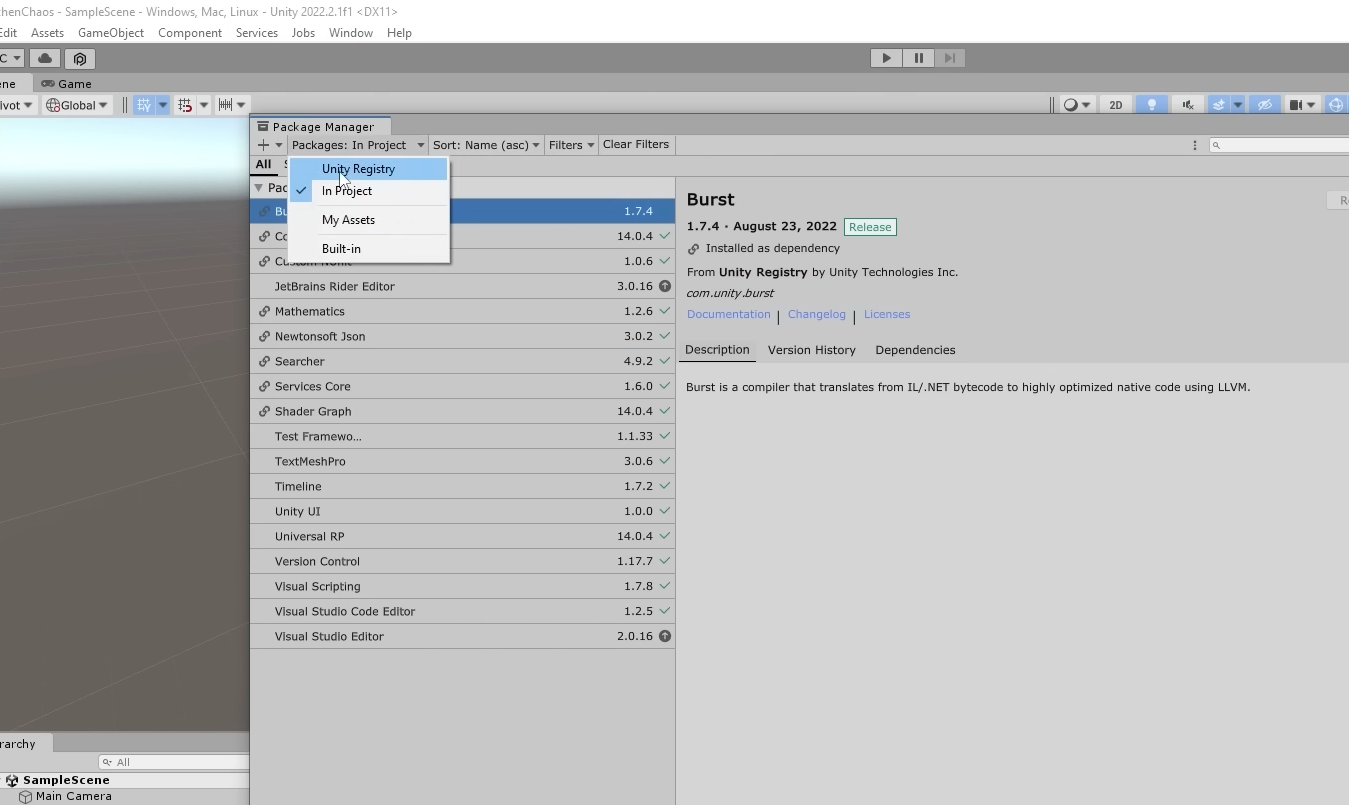 henChaos - SampleScene - Windows, Mac, Linux - Unity 2022.2.1f1 <DX11>
Edit Assets GameObject Component Services Jobs Window Help
C
ene Game
ivot Global 2D
Package Manager
+ Packages: In Project Sort: Name (asc) Filters Clear Filters
All
Unity Registry
In Project
My Assets
Built-in
Pac
Bu 1.7.4
Co 14.0.4
Custom NUnit 1.0.6
JetBrains Rider Editor 3.0.16
Mathematics 1.2.6
Newtonsoft Json 3.0.2
Searcher 4.9.2
Services Core 1.6.0
Shader Graph 14.0.4
Test Framewo... 1.1.33
TextMeshPro 3.0.6
Timeline 1.7.2
Unity UI 1.0.0
Universal RP 14.0.4
Version Control 1.17.7
Visual Scripting 1.7.8
Visual Studio Code Editor 1.2.5
Visual Studio Editor 2.0.16
Burst
Re
1.7.4 · August 23, 2022 Release
Installed as dependency
From Unity Registry by Unity Technologies Inc.
com.unity.burst
Documentation | Changelog | Licenses
Description Version History Dependencies
Burst is a compiler that translates from IL/.NET bytecode to highly optimized native code using LLVM.
rarchy
All
SampleScene
Main Camera